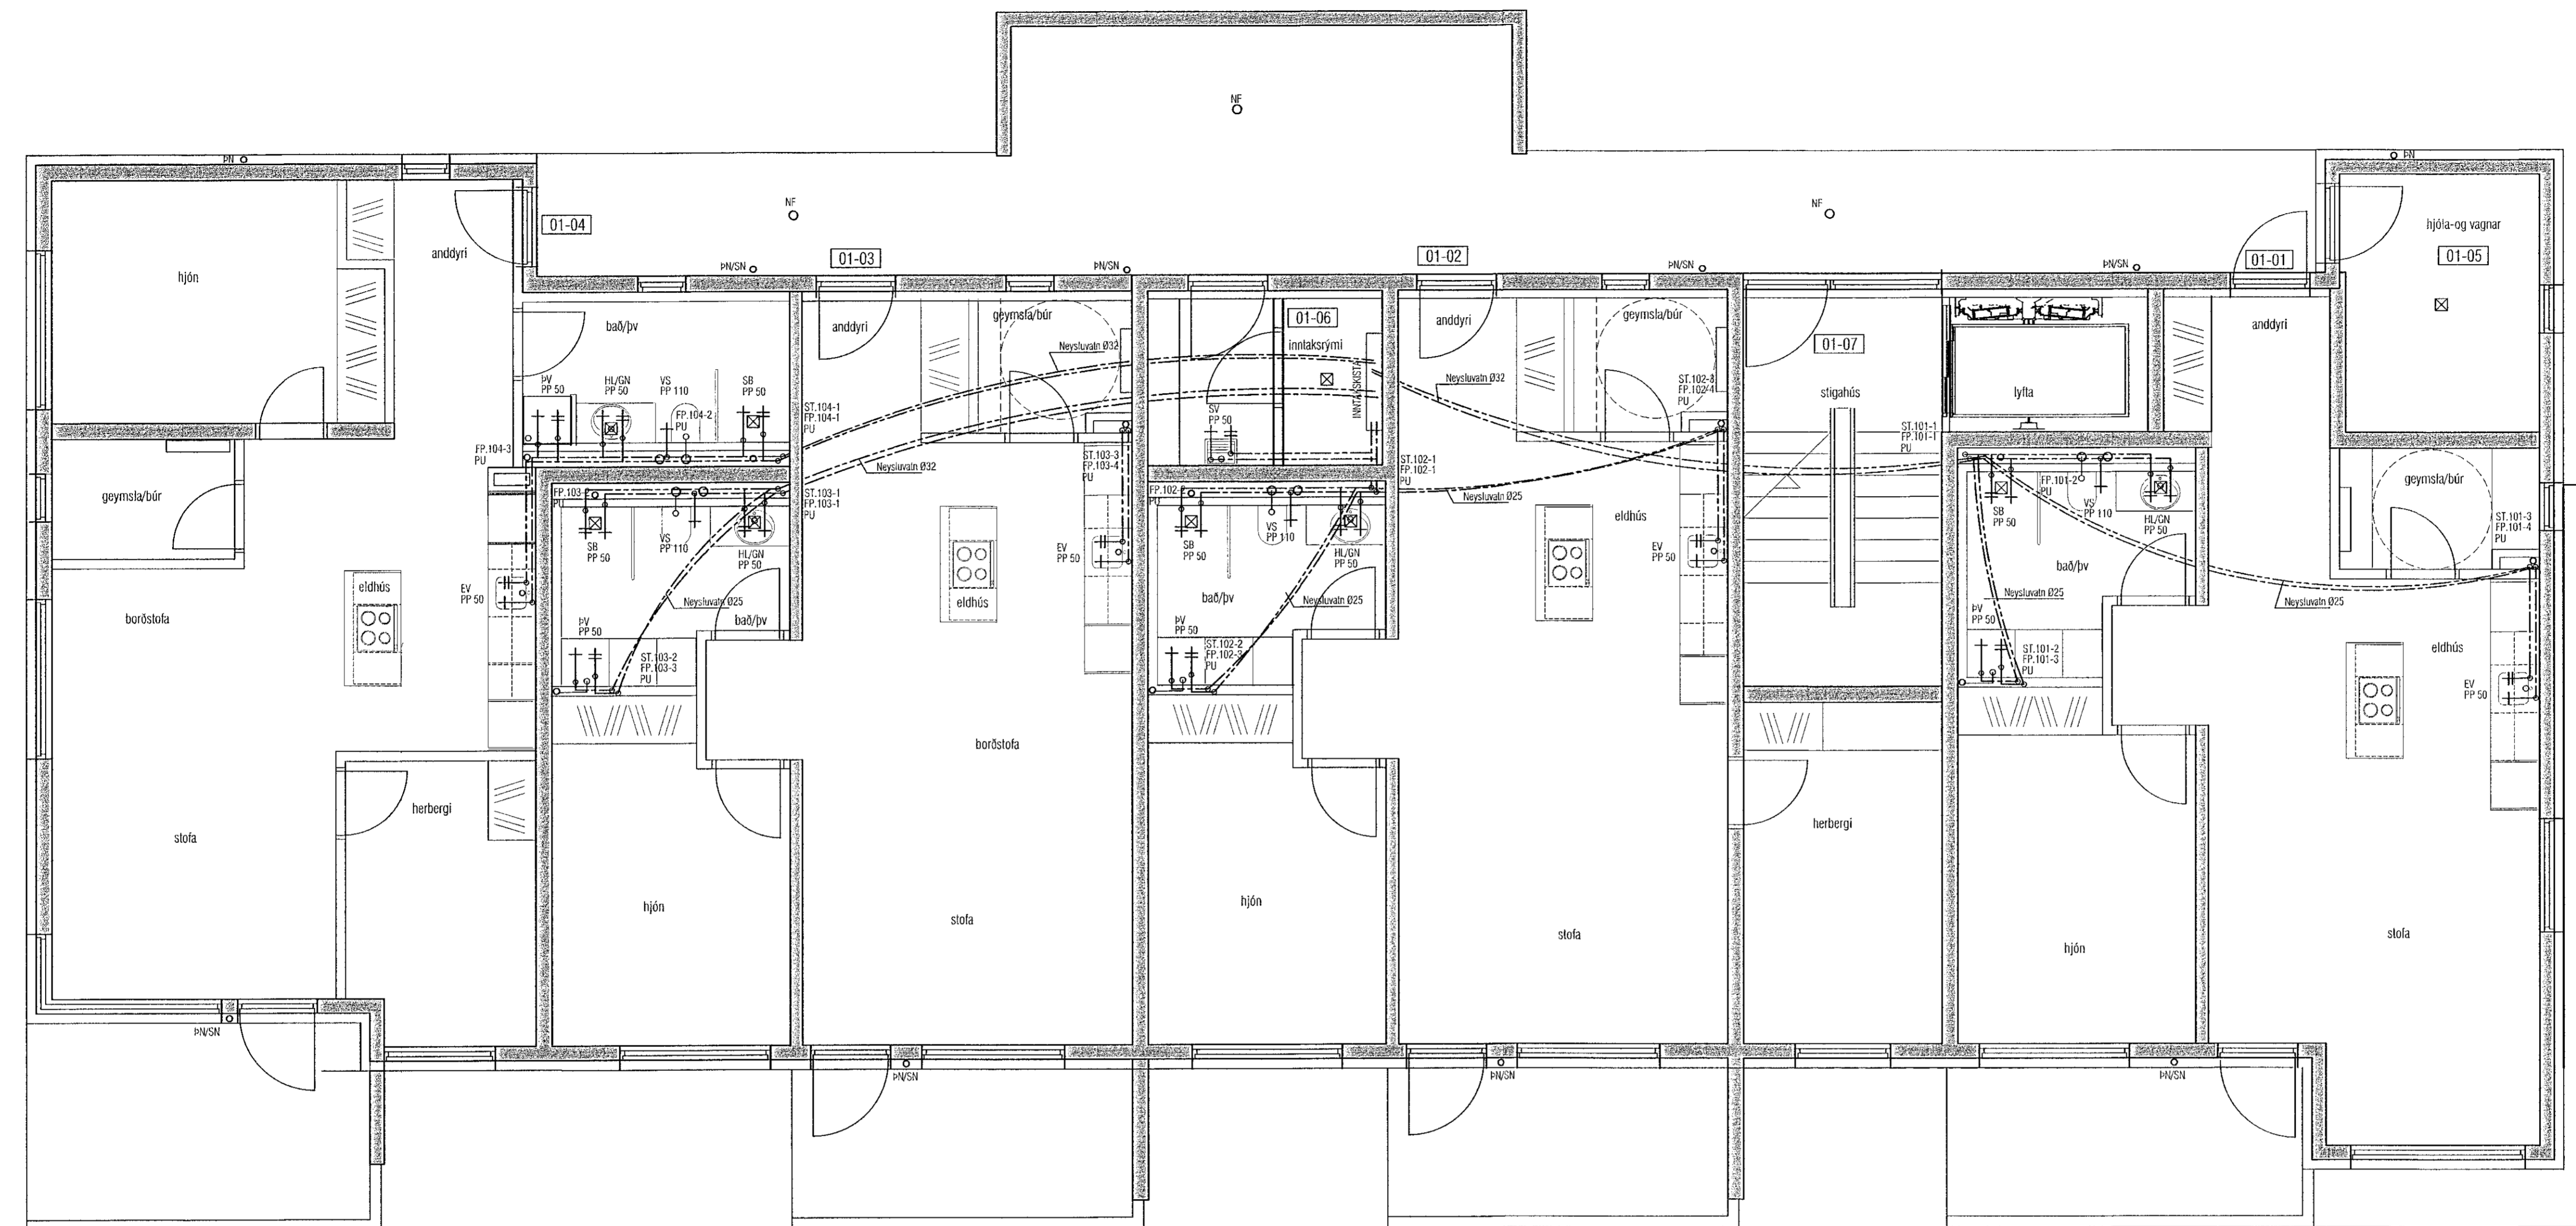 NF
ÞN
ÞN
NF
NF
01-04
hjóla-og vagnar
anddyri
01-03
01-02
01-01
01-05
hjón
ÞN/SN
ÞN/SN
ÞN/SN
ÞN/SN
bað/þv
anddyri
geymsla/búr
01-06
anddyri
geymsla/búr
anddyri
inntaksrými
01-07
Neysluvatn Ø32
INNTAKSKISTA
Neysluvatn Ø32
stigahús
lyfta
ÞV
PP 50
HL/GN
PP 50
VS
PP 110
SB
PP 50
FP.104-2
PU
ST.104-1
FP.104-1
PU
SV
PP 50
ST.102-3
FP.102-4
PU
ST.101-1
FP.101-1
PU
FP.104-3
PU
Neysluvatn Ø32
ST.103-3
FP.103-4
PU
ST.102-1
FP.102-1
PU
Neysluvatn Ø25
geymsla/búr
geymsla/búr
FP.103-2
PU
ST.103-1
FP.103-1
PU
FP.102-
PU
FP.101-2
PU
ST.101-3
FP.101-4
PU
SB
PP 50
VS
PP 110
HL/GN
PP 50
EV
PP 50
SB
PP 50
VS
PP 110
HL/GN
PP 50
eldhús
EV
PP 50
SB
PP 50
VS
PP 110
HL/GN
PP 50
bað/þv
eldhús
EV
PP 50
Neysluvatn Ø25
bað/þv
eldhús
bað/þv
Neysluvatn Ø25
Neysluvatn Ø25
Neysluvatn Ø25
borðstofa
ÞV
PP 50
ÞV
PP 50
ÞV
PP 50
ST.103-2
FP.103-3
PU
ST.102-2
FP.102-3
PU
ST.101-2
FP.101-3
PU
eldhús
EV
PP 50
borðstofa
herbergi
herbergi
stofa
hjón
stofa
hjón
stofa
hjón
stofa
ÞN/SN
ÞN/SN
ÞN/SN
ÞN/SN